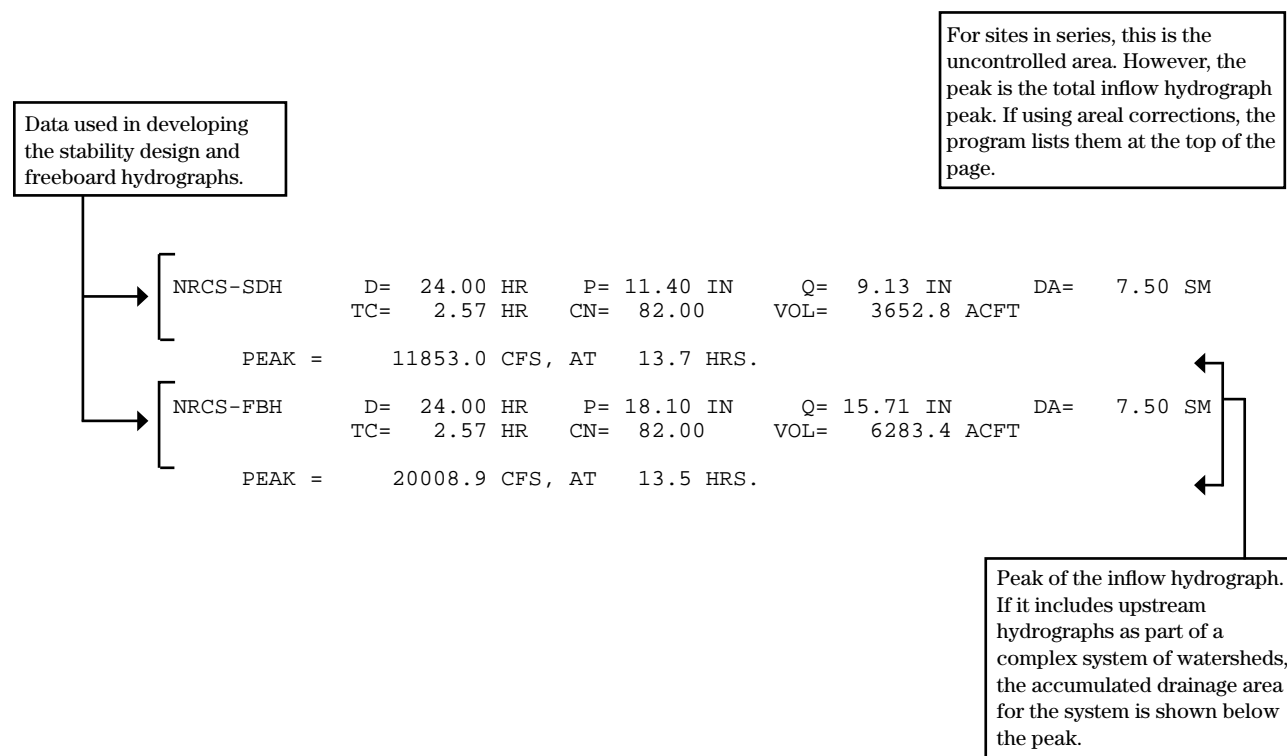 For sites in series, this is the
uncontrolled area. However, the
peak is the total inflow hydrograph
peak. If using areal corrections, the
program lists them at the top of the
page.
Data used in developing
the stability design and
freeboard hydrographs.
NRCS-SDH D= 24.00 HR P= 11.40 IN Q= 9.13 IN DA= 7.50 SM
TC= 2.57 HR CN= 82.00 VOL= 3652.8 ACFT
PEAK = 11853.0 CFS, AT 13.7 HRS.
NRCS-FBH D= 24.00 HR P= 18.10 IN Q= 15.71 IN DA= 7.50 SM
TC= 2.57 HR CN= 82.00 VOL= 6283.4 ACFT
PEAK = 20008.9 CFS, AT 13.5 HRS.
Peak of the inflow hydrograph.
If it includes upstream
hydrographs as part of a
complex system of watersheds,
the accumulated drainage area
for the system is shown below
the peak.